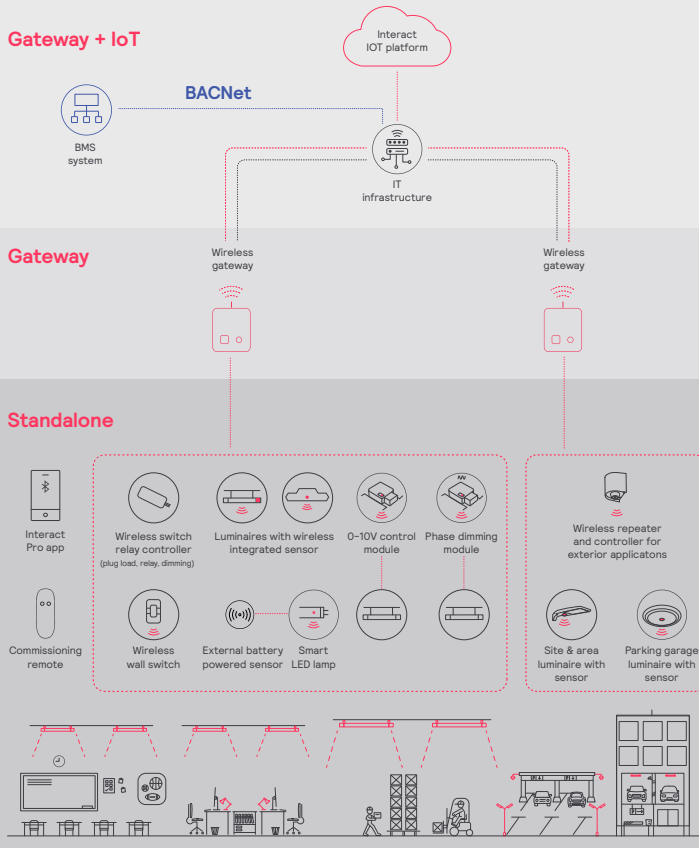 Gateway + IoT
Interact
IOT platform
BACNet
BMS
system
IT
infrastructure
Gateway
Wireless
gateway
Wireless
gateway
Standalone
Interact
Pro app
Wireless switch
relay controller
(plug load, relay, dimming)
Luminaires with wireless
integrated sensor
0-10V control
module
Phase dimming
module
Wireless repeater
and controller for
exterior applicatons
Commissioning
remote
Wireless
wall switch
External battery
powered sensor
Smart
LED lamp
Site & area
luminaire with
sensor
Parking garage
luminaire with
sensor